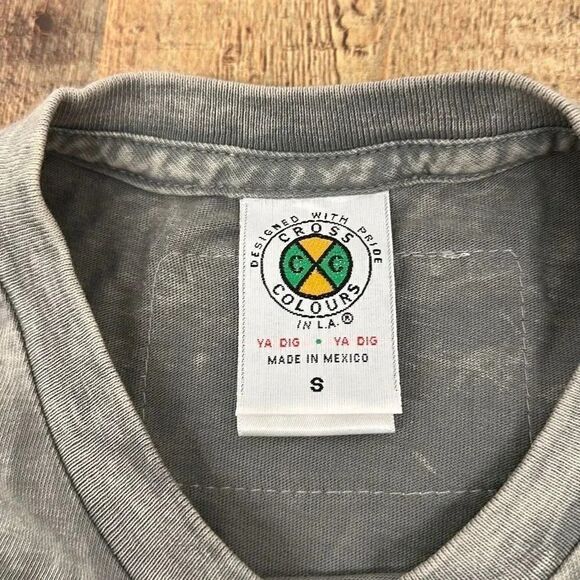 DESIGNED WITH PRIDE
CROSS
C C
COLOURS
IN L.A.®
YA DIG • YA DIG
MADE IN MEXICO
S